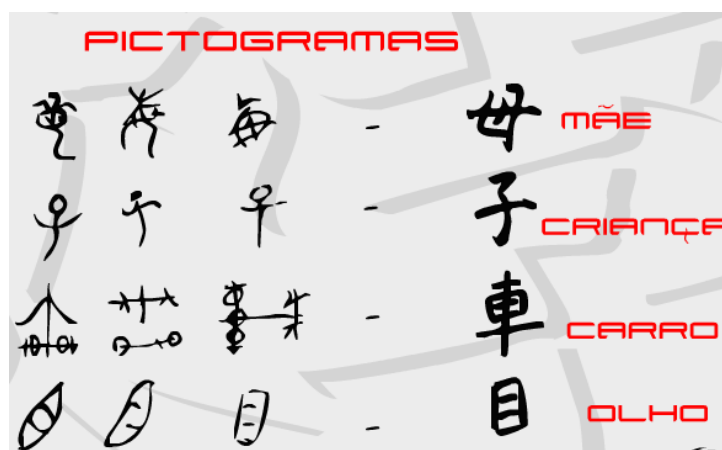 PICTOGRAMAS
- 母 MÃE
- 子 CRIANÇA
- 車 CARRO
- 目 OLHO